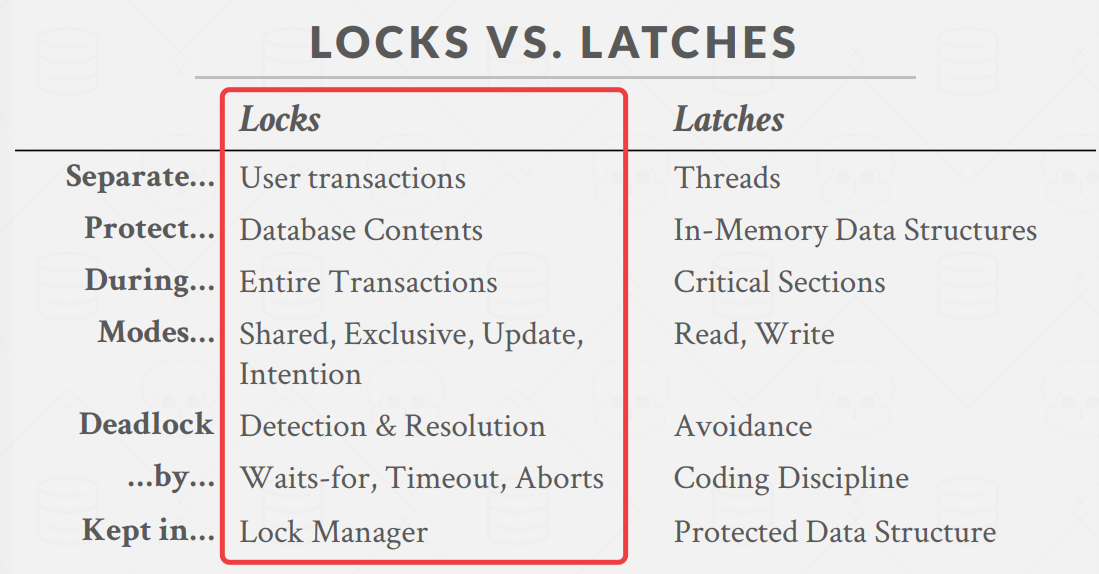 LOCKS VS. LATCHES
Locks Latches
Separate... User transactions Threads
Protect... Database Contents In-Memory Data Structures
During... Entire Transactions Critical Sections
Modes... Shared, Exclusive, Update, Read, Write
Intention
Deadlock Detection & Resolution Avoidance
...by... Waits-for, Timeout, Aborts Coding Discipline
Kept in... Lock Manager Protected Data Structure